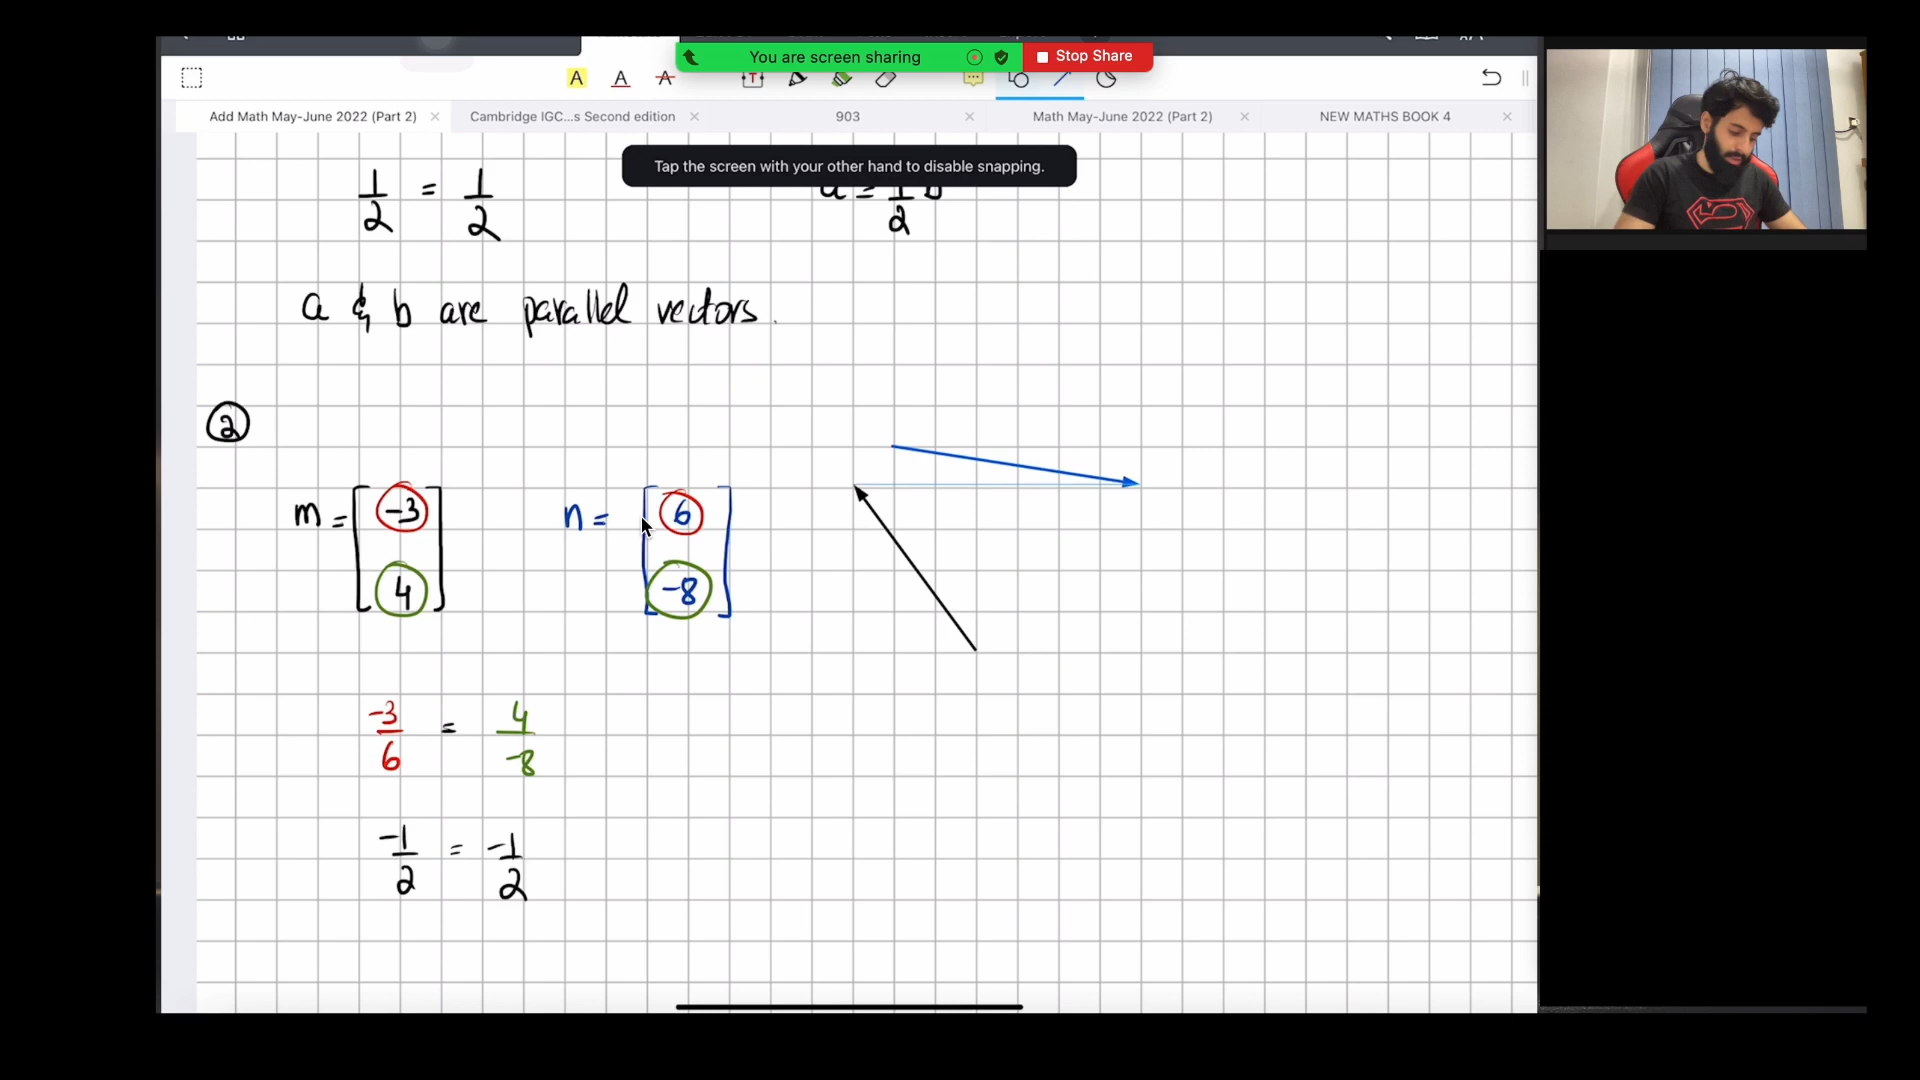 You are screen sharing
Stop Share
A A A T
Add Math May-June 2022 (Part 2)
Cambridge IGC...s Second edition
903
Math May-June 2022 (Part 2)
NEW MATHS BOOK 4
Tap the screen with your other hand to disable snapping.
1/2 = 1/2
a = 1/2 b
a & b are parallel vectors.
2
m = [-3 4]
n = [6 -8]
-3/6 = 4/-8
-1/2 = -1/2